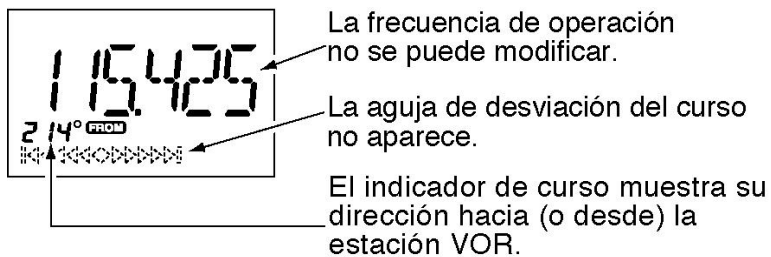 115.425
214° FROM
La frecuencia de operación
no se puede modificar.
La aguja de desviación del curso
no aparece.
El indicador de curso muestra su
dirección hacia (o desde) la
estación VOR.